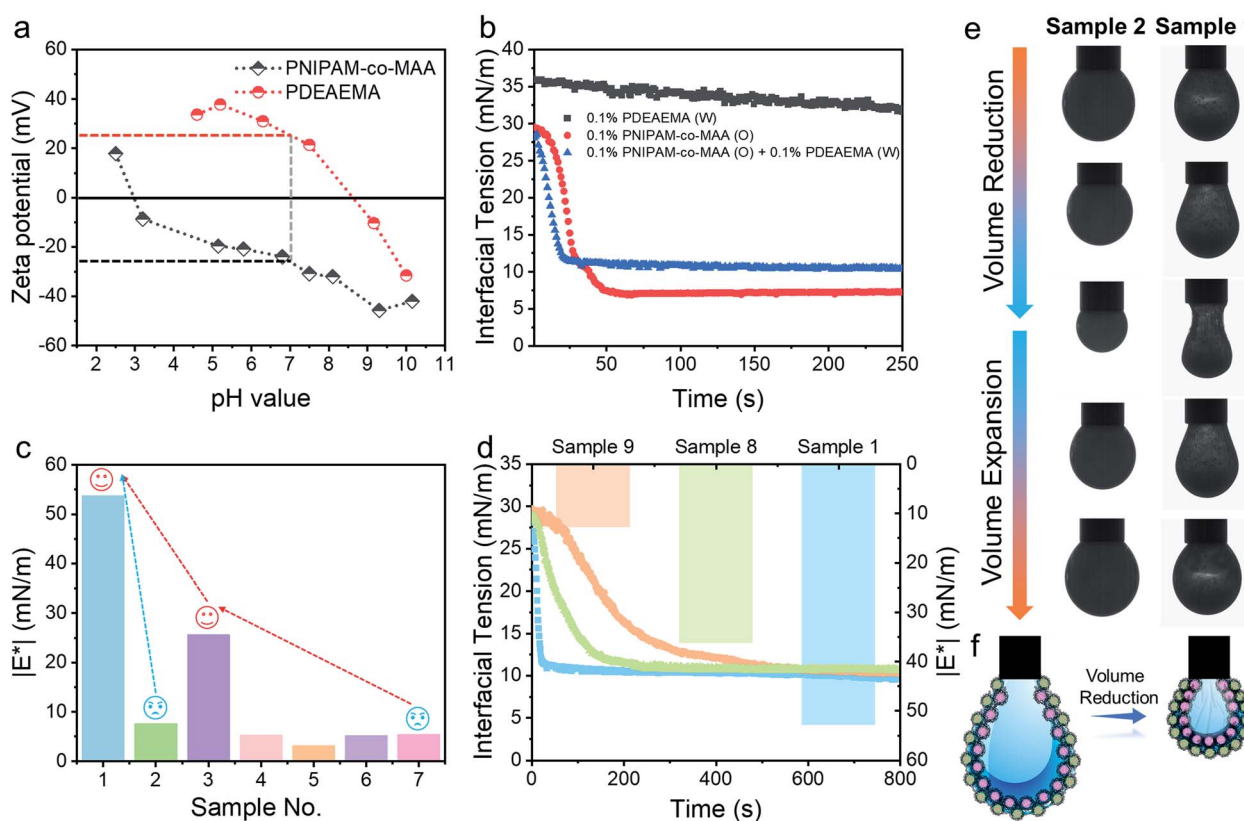 a
Zeta potential (mV)
60
40
20
0
-20
-40
-60
2 3 4 5 6 7 8 9 10 11
pH value
PNIPAM-co-MAA
PDEAEMA
b
Interfacial Tension (mN/m)
40
35
30
25
20
15
10
5
0
50 100 150 200 250
Time (s)
0.1% PDEAEMA (W)
0.1% PNIPAM-co-MAA (O)
0.1% PNIPAM-co-MAA (O) + 0.1% PDEAEMA (W)
c
|E*| (mN/m)
60
50
40
30
20
10
0
1 2 3 4 5 6 7
Sample No.
d
Sample 9 Sample 8 Sample 1
Interfacial Tension (mN/m)
35
30
25
20
15
10
5
0
0 200 400 600 800
Time (s)
0
10
20
30
40
50
60
|E*| (mN/m)
e
Sample 2 Sample
Volume Reduction
Volume Expansion
f
Volume
Reduction